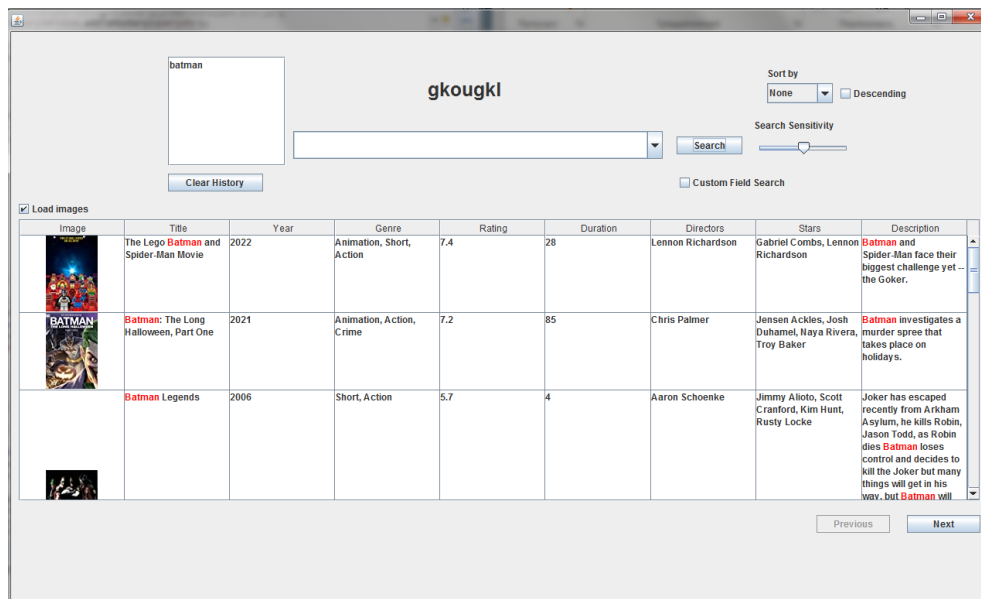 batman
gkougkl
Sort by
None
Descending
Search Sensitivity
Search
Clear History
Custom Field Search
Load images
Image Title Year Genre Rating Duration Directors Stars Description
The Lego Batman and
Spider-Man Movie
2022
Animation, Short,
Action
7.4
28
Lennon Richardson
Gabriel Combs, Lennon
Richardson
Batman and
Spider-Man face their
biggest challenge yet --
the Goker.
BATMAN
THE LONG HALLOWEEN
Batman: The Long
Halloween, Part One
2021
Animation, Action,
Crime
7.2
85
Chris Palmer
Jensen Ackles, Josh
Duhamel, Naya Rivera,
Troy Baker
Batman investigates a
murder spree that
takes place on
holidays.
Batman Legends
2006
Short, Action
5.7
4
Aaron Schoenke
Jimmy Alioto, Scott
Cranford, Kim Hunt,
Rusty Locke
Joker has escaped
recently from Arkham
Asylum, he kills Robin,
Jason Todd, as Robin
dies Batman loses
control and decides to
kill the Joker but many
things will get in his
way, but Batman will
Previous
Next